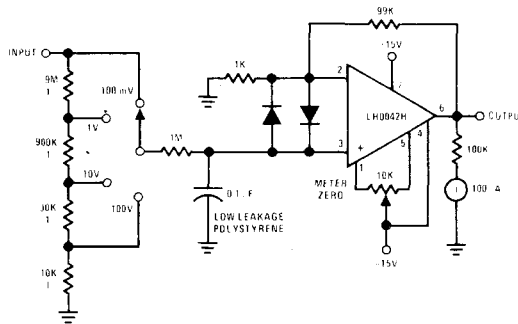 99K
INPUT
1K
-15V
9M
1
100 mV
2
7
6
OUTPUT
1V
1M
LH0042H
900K
1
3
+
5
4
100K
10V
1
10K
0.1 F
METER
ZERO
100 A
100V
LOW LEAKAGE
POLYSTYRENE
1
-15V
10K
1